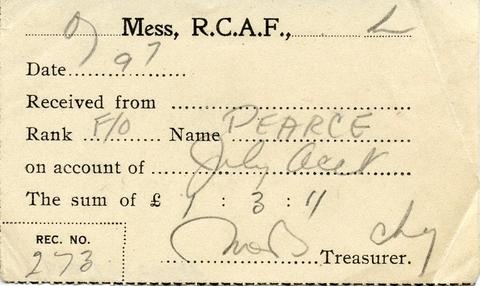 Mess, R.C.A.F., L
Date 97
Received from
Rank F/O Name PEARCE
on account of July Acct
The sum of £ 1 : 3 : 11
Treasurer.
REC. NO.
273